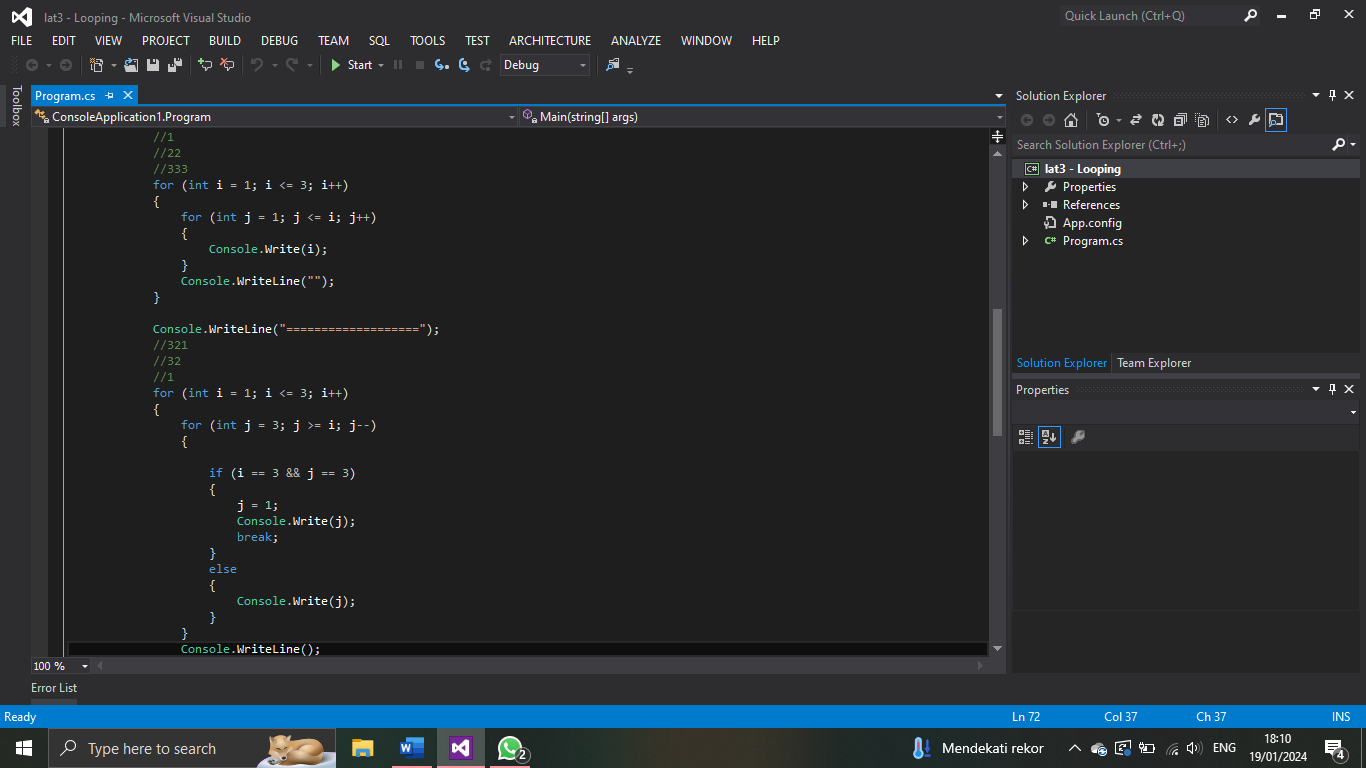 lat3 - Looping - Microsoft Visual Studio
Quick Launch (Ctrl+Q)
FILE EDIT VIEW PROJECT BUILD DEBUG TEAM SQL TOOLS TEST ARCHITECTURE ANALYZE WINDOW HELP
Start Debug
Toolbox
Program.cs
ConsoleApplication1.Program Main(string[] args)
//1
//22
//333
for (int i = 1; i <= 3; i++)
{
for (int j = 1; j <= i; j++)
{
Console.Write(i);
}
Console.WriteLine("");
}
Console.WriteLine("===================");
//321
//32
//1
for (int i = 1; i <= 3; i++)
{
for (int j = 3; j >= i; j--)
{
if (i == 3 && j == 3)
{
j = 1;
Console.Write(j);
break;
}
else
{
Console.Write(j);
}
}
Console.WriteLine();
100 %
Error List
Solution Explorer
Search Solution Explorer (Ctrl+;)
C# lat3 - Looping
Properties
References
App.config
C# Program.cs
Solution Explorer Team Explorer
Properties
Ready Ln 72 Col 37 Ch 37 INS
Type here to search
W
2
Mendekati rekor
ENG
18:10
19/01/2024
4